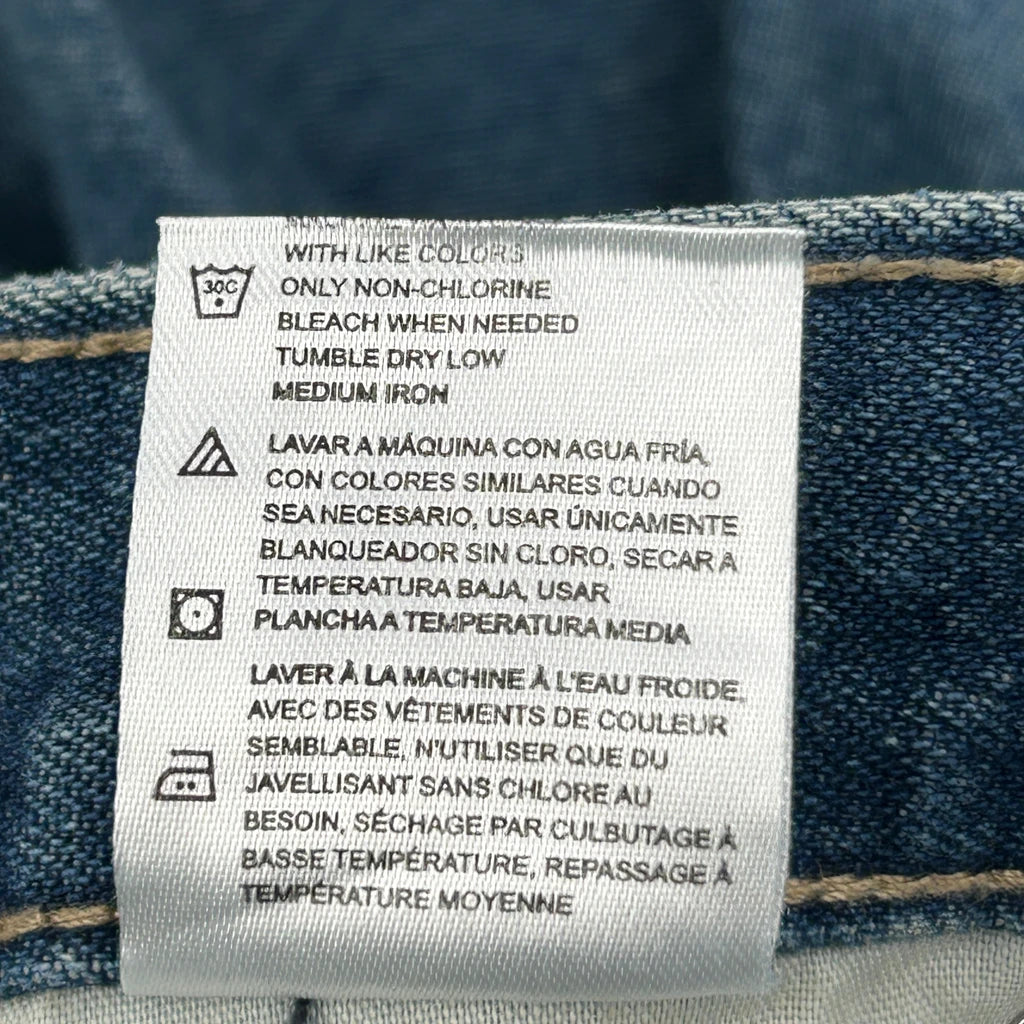 WITH LIKE COLORS
30C
ONLY NON-CHLORINE
BLEACH WHEN NEEDED
TUMBLE DRY LOW
MEDIUM IRON
LAVAR A MÁQUINA CON AGUA FRÍA,
CON COLORES SIMILARES CUANDO
SEA NECESARIO, USAR ÚNICAMENTE
BLANQUEADOR SIN CLORO, SECAR A
TEMPERATURA BAJA, USAR
PLANCHA A TEMPERATURA MEDIA
LAVER À LA MACHINE À L'EAU FROIDE,
AVEC DES VÊTEMENTS DE COULEUR
SEMBLABLE, N'UTILISER QUE DU
JAVELLISANT SANS CHLORE AU
BESOIN, SÉCHAGE PAR CULBUTAGE À
BASSE TEMPÉRATURE, REPASSAGE À
TEMPÉRATURE MOYENNE